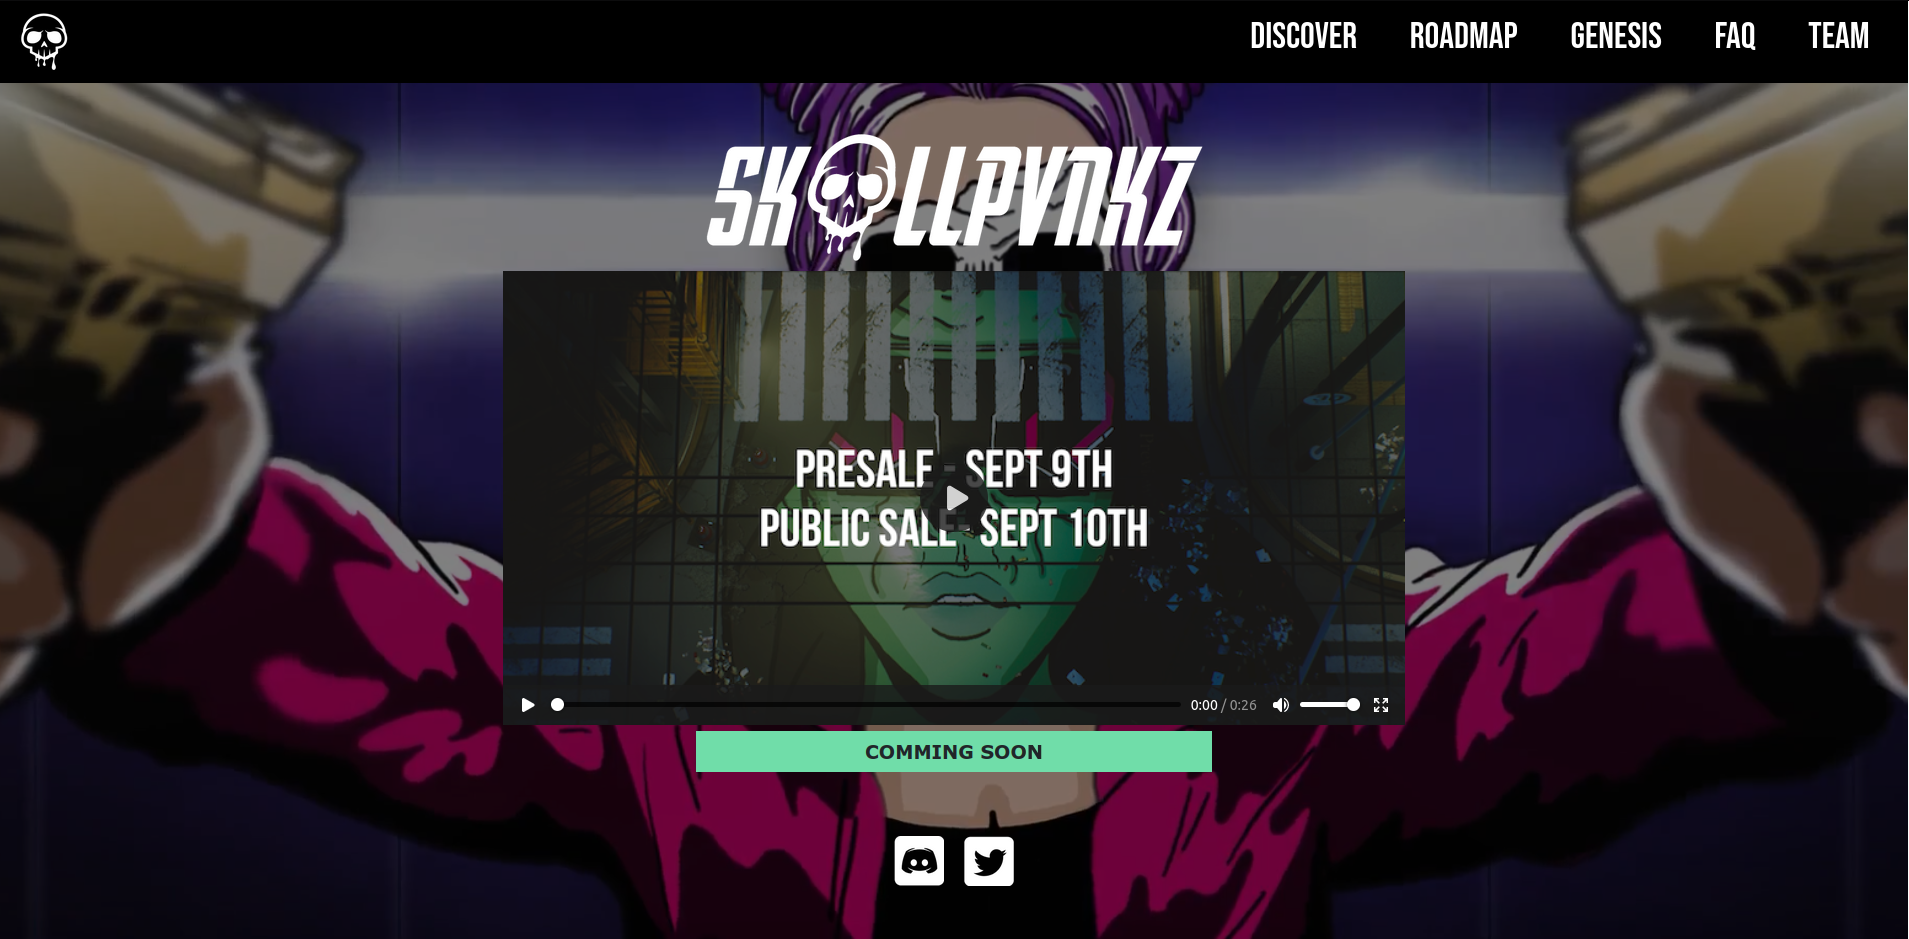 DISCOVER ROADMAP GENESIS FAQ TEAM
SKULLPVNKZ
PRESALE - SEPT 9TH
PUBLIC SALE- SEPT 10TH
0:00 / 0:26
COMMING SOON